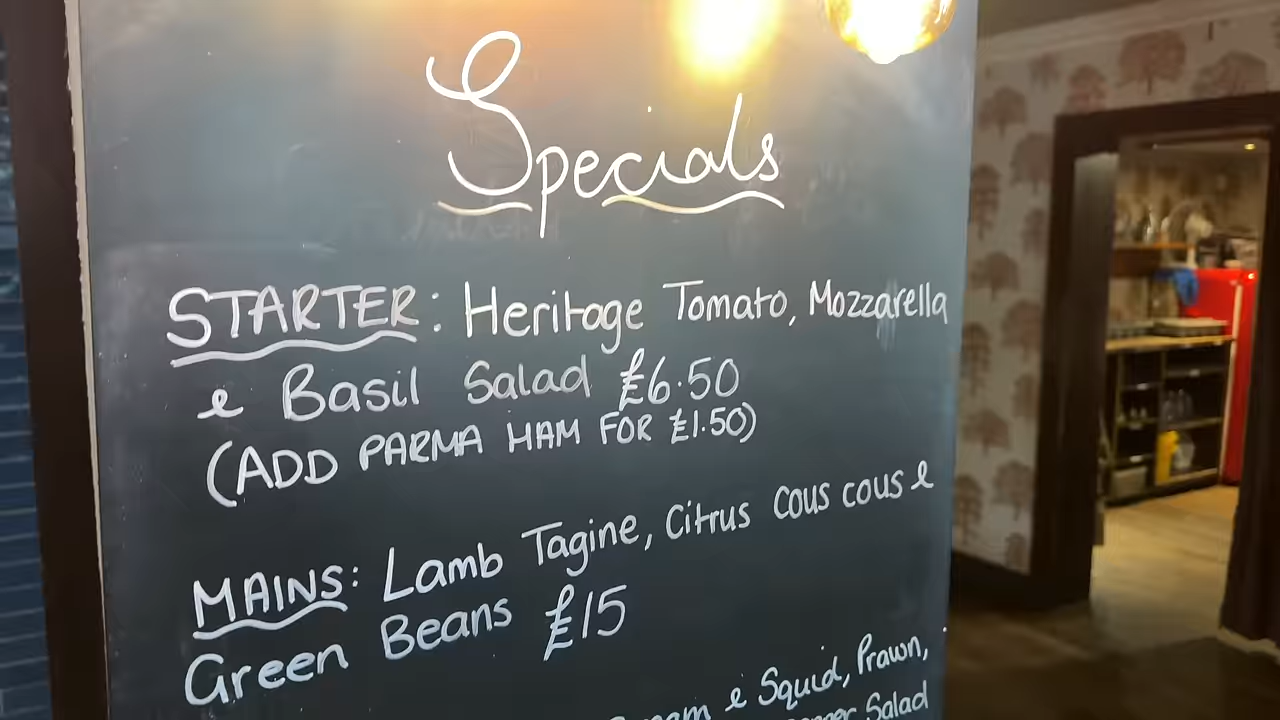 Specials
STARTER: Heritage Tomato, Mozzarella
& Basil Salad £6.50
(ADD PARMA HAM FOR £1.50)
MAINS: Lamb Tagine, Citrus Cous cous &
Green Beans £15
& Squid, Prawn,
Salad